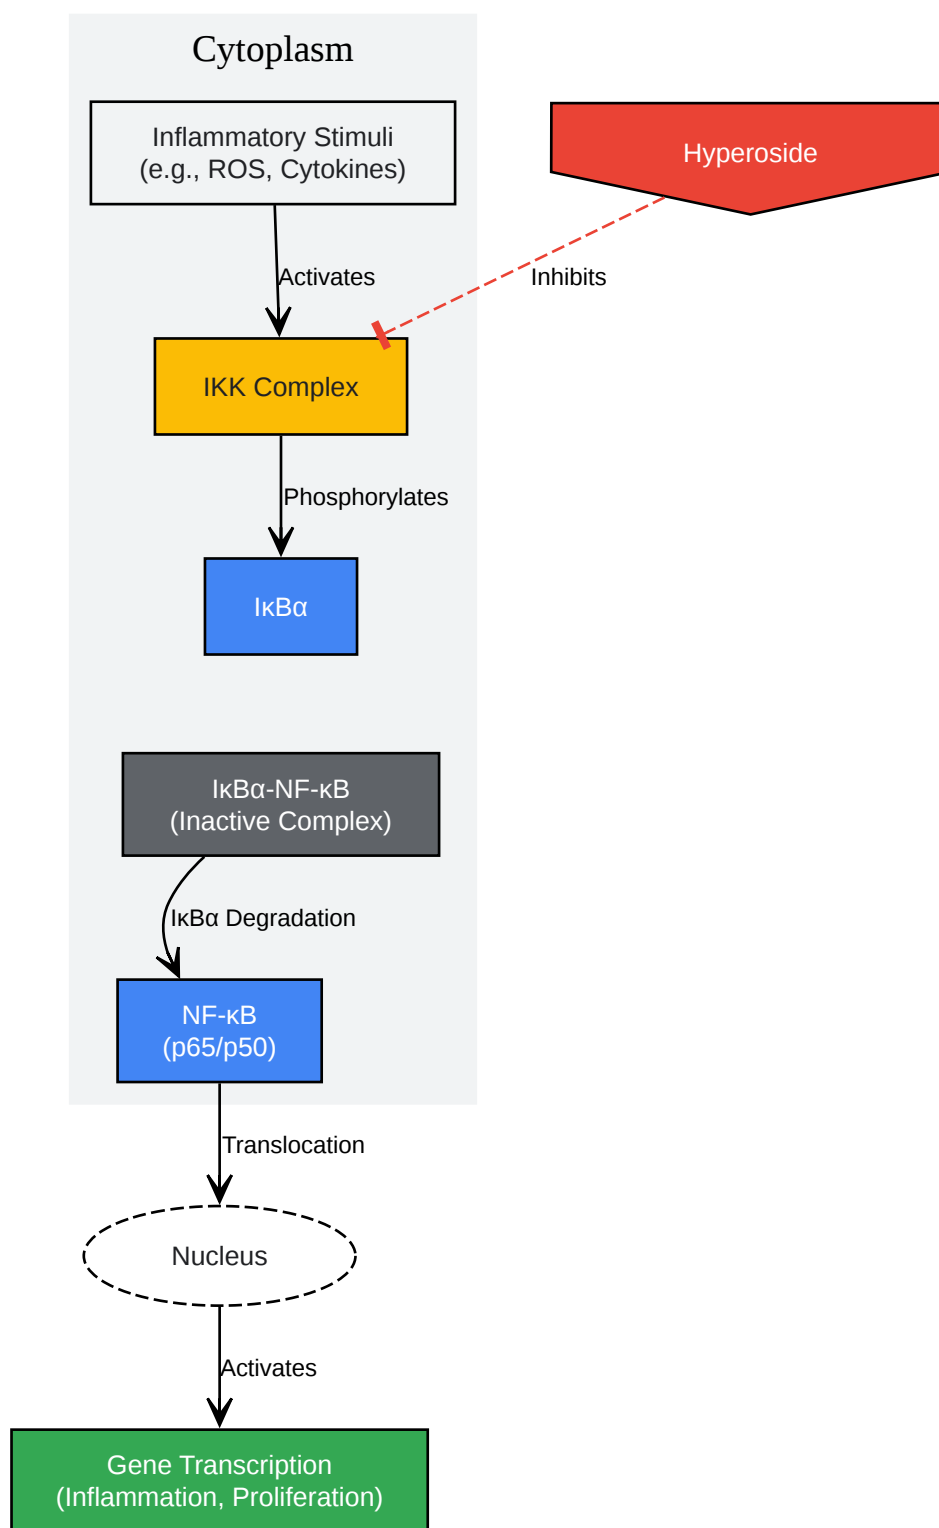 Cytoplasm
Inflammatory Stimuli
(e.g., ROS, Cytokines)
Hyperoside
Activates
Inhibits
IKK Complex
Phosphorylates
IκBα
IκBα-NF-κB
(Inactive Complex)
IκBα Degradation
NF-κB
(p65/p50)
Translocation
Nucleus
Activates
Gene Transcription
(Inflammation, Proliferation)